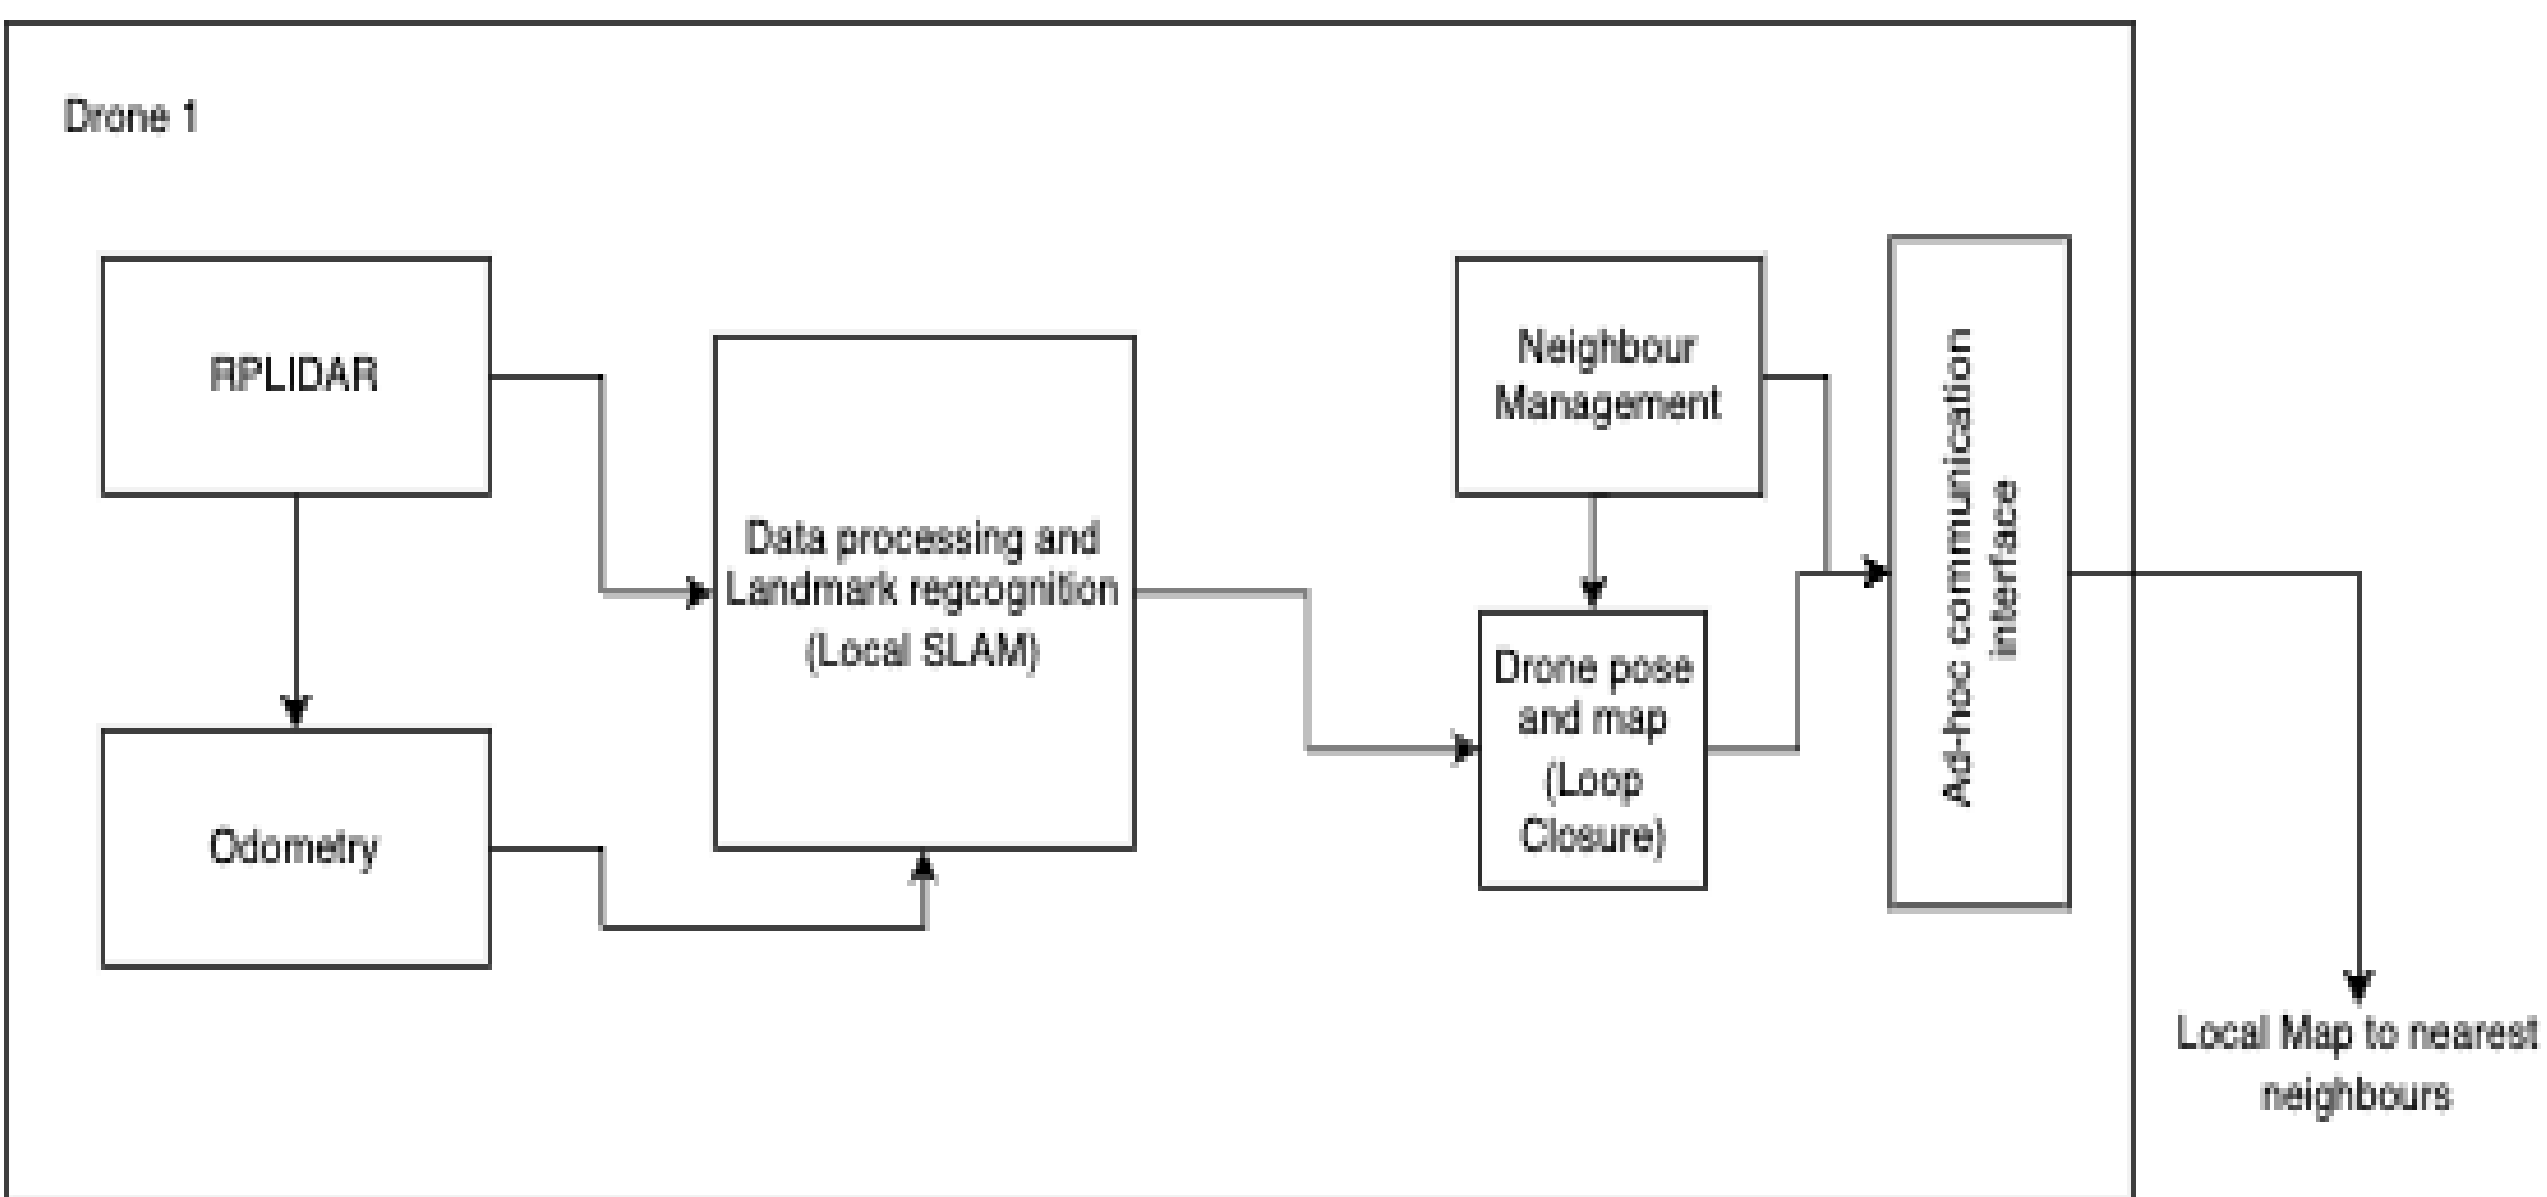 Drone 1
RPLIDAR
Odometry
Data processing and
Landmark regcognition
(Local SLAM)
Neighbour
Management
Drone pose
and map
(Loop
Closure)
Ad-hoc communication
interface
Local Map to nearest
neighbours